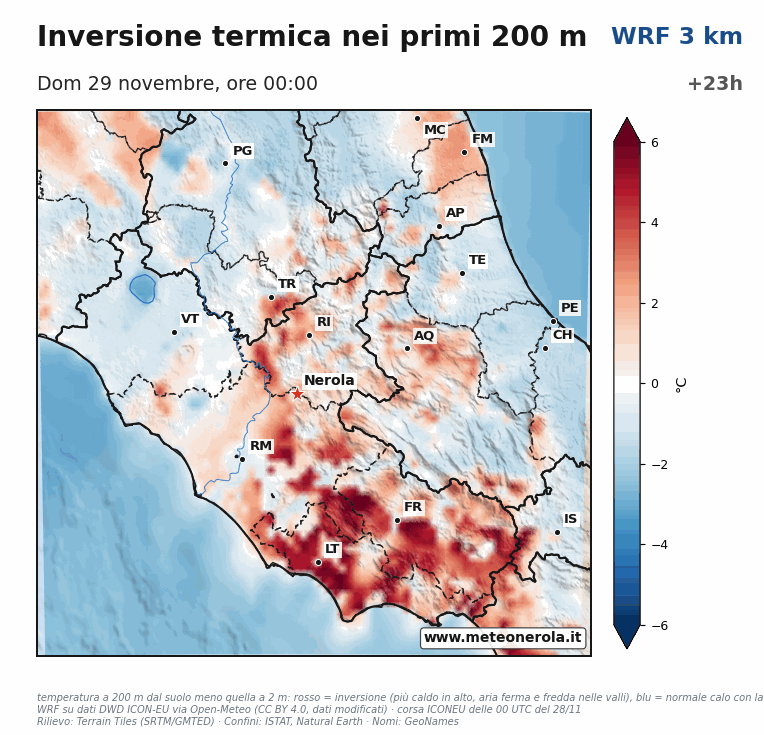 Inversione termica nei primi 200 m WRF 3 km
Dom 29 novembre, ore 00:00 +23h
MC
FM
PG
AP
TE
TR
PE
VT
RI
AQ
CH
Nerola
RM
FR
IS
LT
www.meteonerola.it
6
4
2
0
−2
−4
−6
°C
temperatura a 200 m dal suolo meno quella a 2 m: rosso = inversione (più caldo in alto, aria ferma e fredda nelle valli), blu = normale calo con la
WRF su dati DWD ICON-EU via Open-Meteo (CC BY 4.0, dati modificati) · corsa ICONEU delle 00 UTC del 28/11
Rilievo: Terrain Tiles (SRTM/GMTED) · Confini: ISTAT, Natural Earth · Nomi: GeoNames